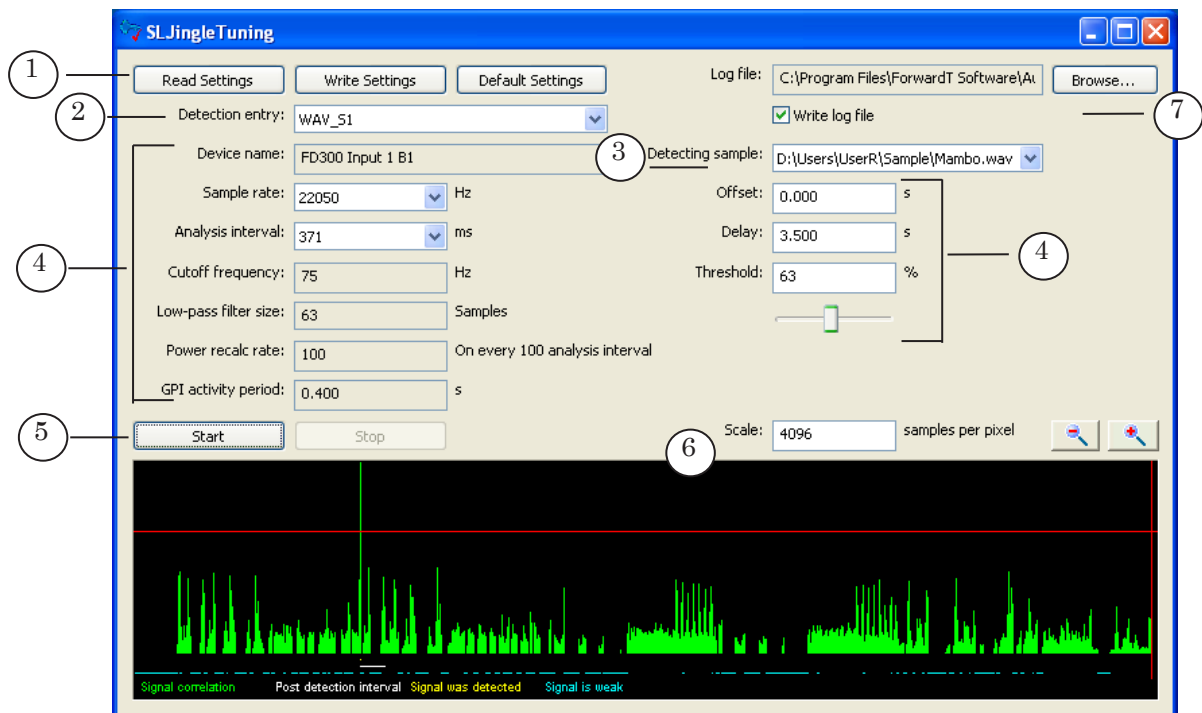 SLJingleTuning
1
Read Settings Write Settings Default Settings Log file: C:\Program Files\ForwardT Software\Au Browse...
2 Detection entry: WAV_S1 Write log file 7
Device name: FD300 Input 1 B1 3 Detecting sample: D:\Users\UserR\Sample\Mambo.wav
Sample rate: 22050 Hz Offset: 0.000 s
Analysis interval: 371 ms Delay: 3.500 s
4 Cutoff frequency: 75 Hz Threshold: 63 % 4
Low-pass filter size: 63 Samples
Power recalc rate: 100 On every 100 analysis interval
GPI activity period: 0.400 s
5 Start Stop 6 Scale: 4096 samples per pixel
Signal correlation Post detection interval Signal was detected Signal is weak